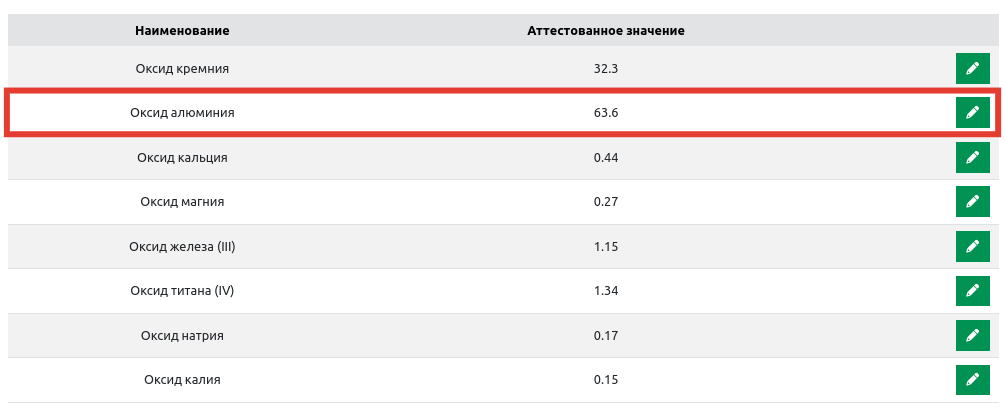 Наименование Аттестованное значение
Оксид кремния 32.3
Оксид алюминия 63.6
Оксид кальция 0.44
Оксид магния 0.27
Оксид железа (III) 1.15
Оксид титана (IV) 1.34
Оксид натрия 0.17
Оксид калия 0.15